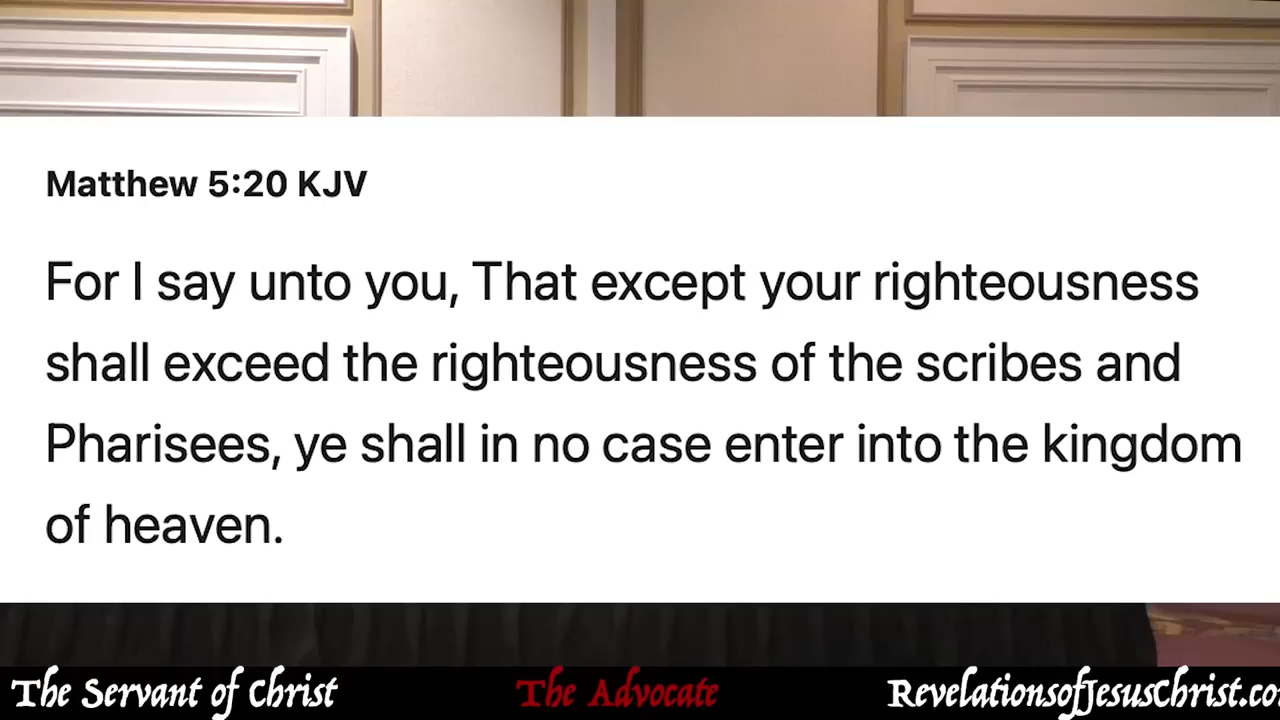 Matthew 5:20 KJV
For I say unto you, That except your righteousness
shall exceed the righteousness of the scribes and
Pharisees, ye shall in no case enter into the kingdom
of heaven.
The Servant of Christ The Advocate RevelationsofJesusChrist.co